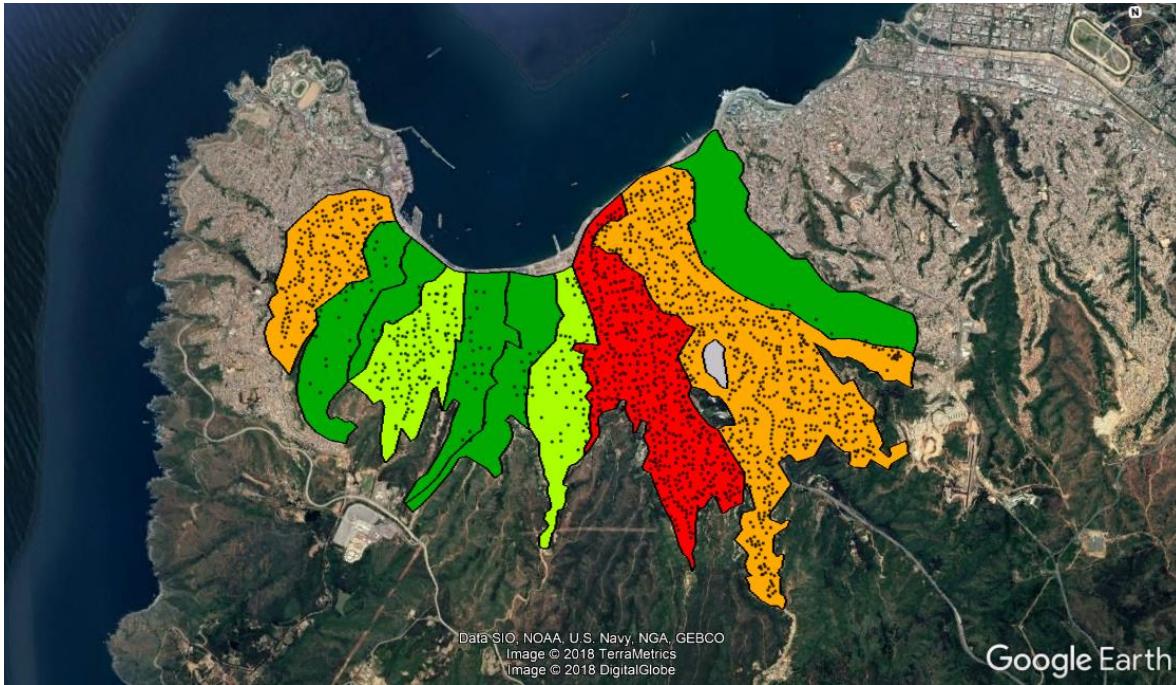 N
Data SIO, NOAA, U.S. Navy, NGA, GEBCO
Image © 2018 TerraMetrics
Image © 2018 DigitalGlobe
Google Earth